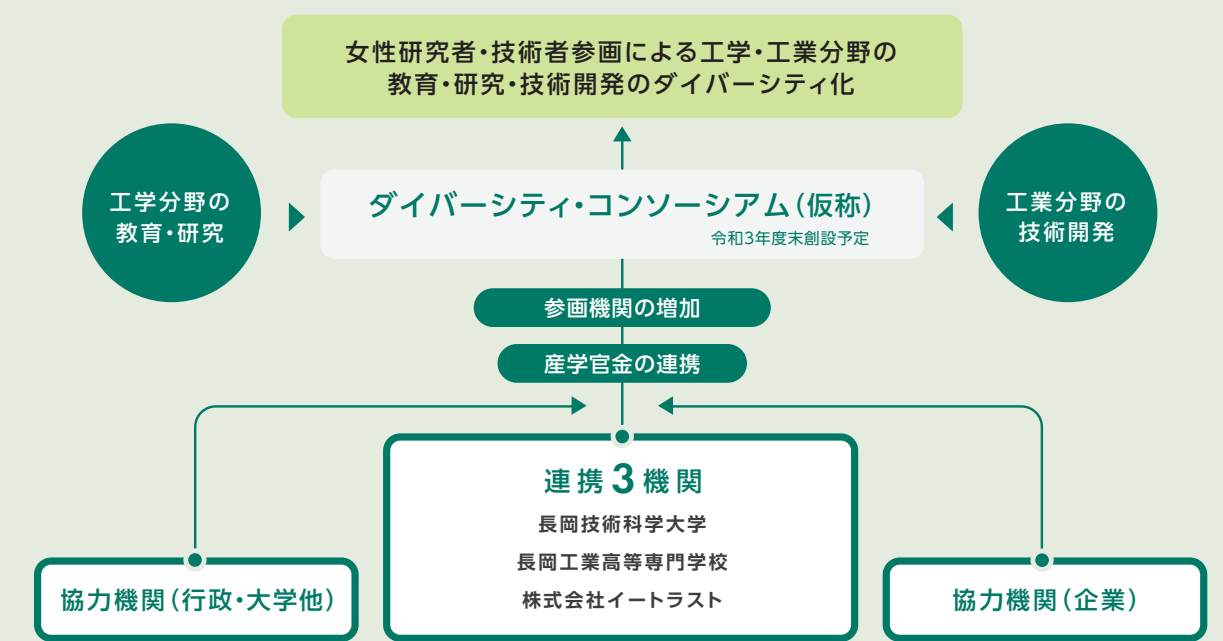 女性研究者・技術者参画による工学・工業分野の
教育・研究・技術開発のダイバーシティ化
工学分野の
教育・研究
ダイバーシティ・コンソーシアム(仮称)
令和3年度末創設予定
工業分野の
技術開発
参画機関の増加
産学官金の連携
連携3機関
長岡技術科学大学
長岡工業高等専門学校
株式会社イートラスト
協力機関(行政・大学他)
協力機関(企業)